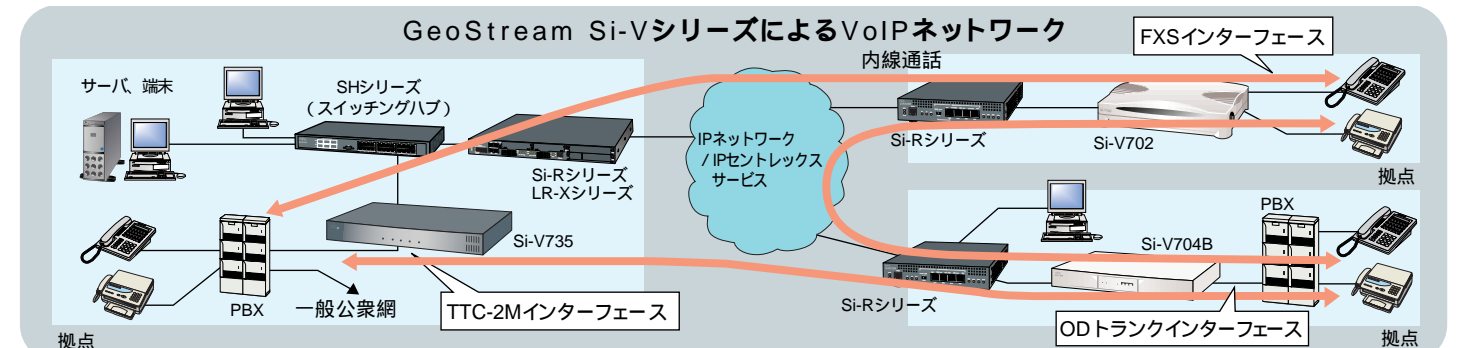 GeoStream Si-VシリーズによるVoIPネットワーク
サーバ、端末
SHシリーズ
(スイッチングハブ)
Si-Rシリーズ
LR-Xシリーズ
Si-V735
PBX
一般公衆網
TTC-2Mインターフェース
拠点
IPネットワーク
/ IPセントレックス
サービス
内線通話
FXSインターフェース
Si-Rシリーズ
Si-V702
拠点
PBX
Si-V704B
Si-Rシリーズ
ODトランクインターフェース
拠点